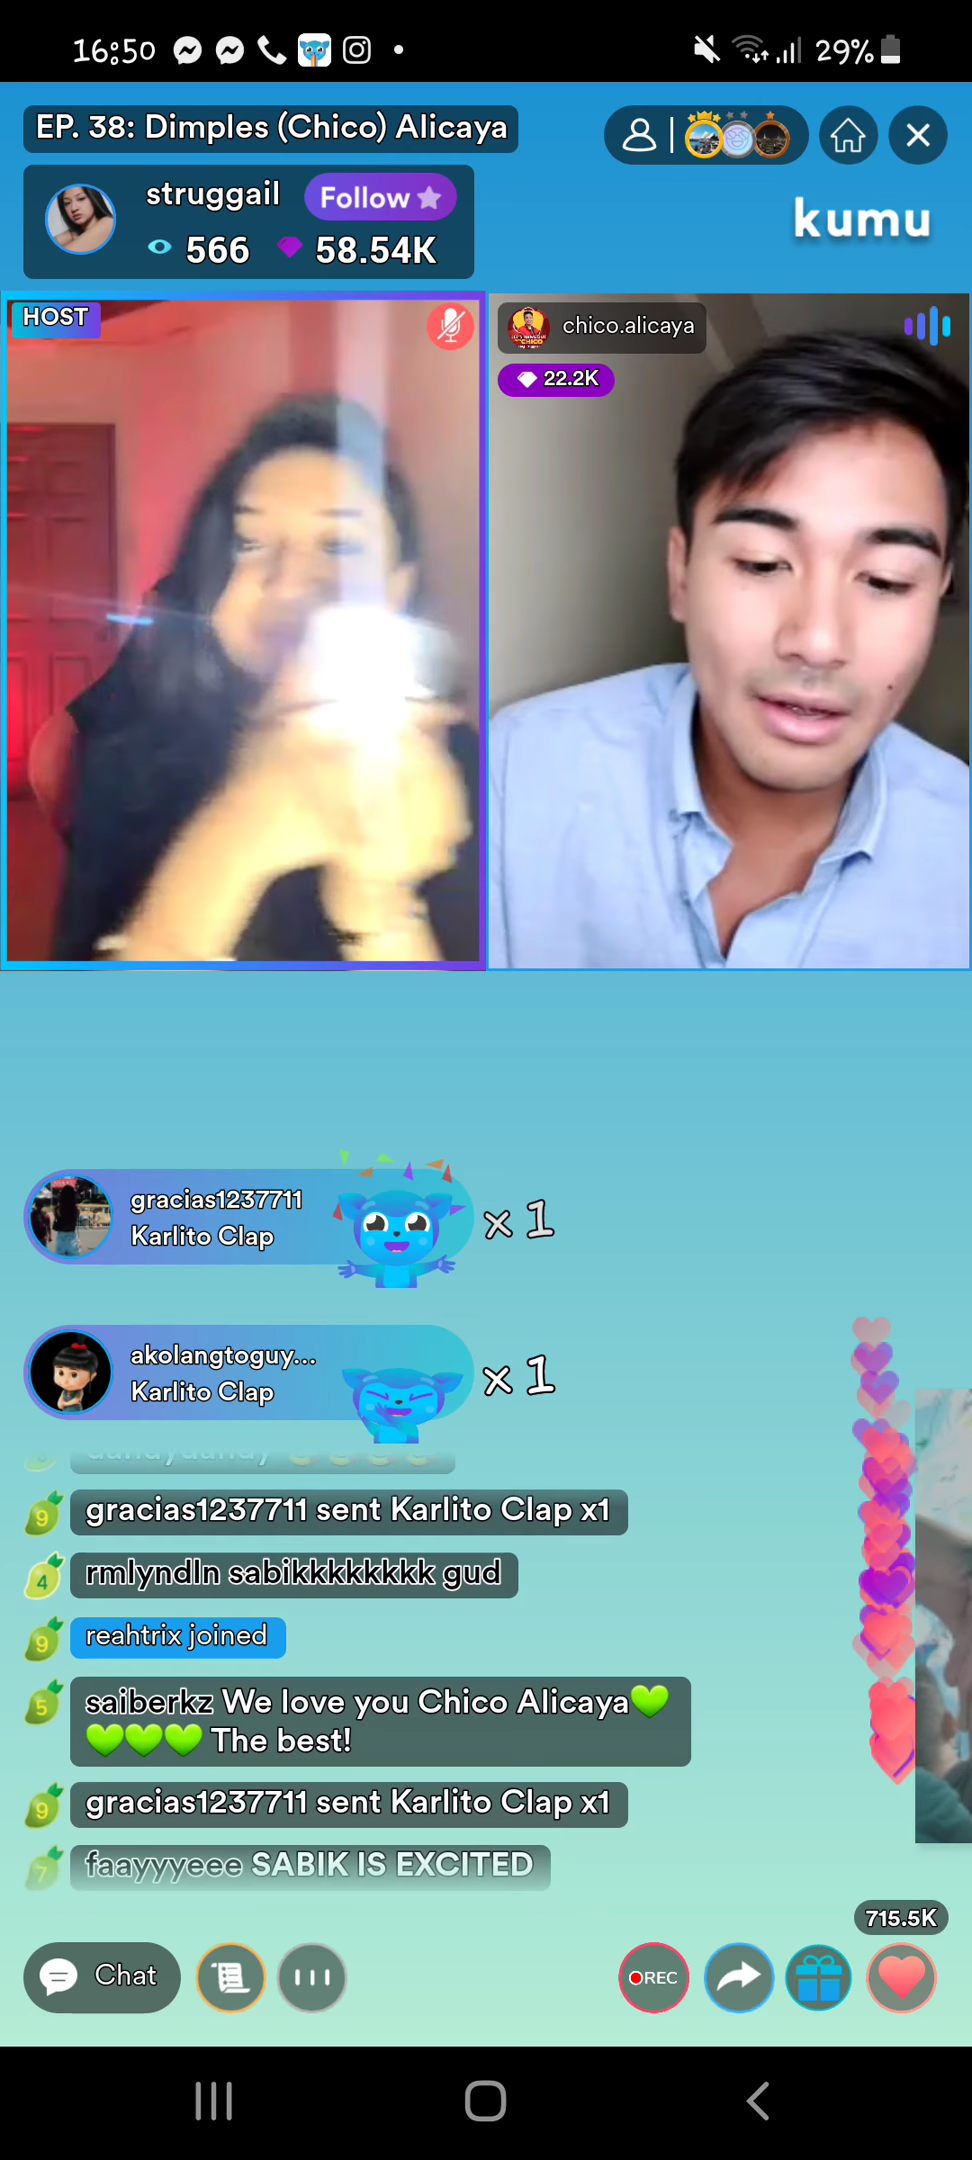 16:50
29%
EP. 38: Dimples (Chico) Alicaya
struggail
Follow
566 58.54K
kumu
HOST
chico.alicaya
22.2K
gracias1237711
Karlito Clap
x 1
akolangtoguy...
Karlito Clap
x 1
9 gracias1237711 sent Karlito Clap x1
4 rmlyndln sabikkkkkkkk gud
9 reahtrix joined
5 saiberkz We love you Chico Alicaya💚
💚💚💚 The best!
9 gracias1237711 sent Karlito Clap x1
7 faayyyeee SABIK IS EXCITED
715.5K
Chat
REC